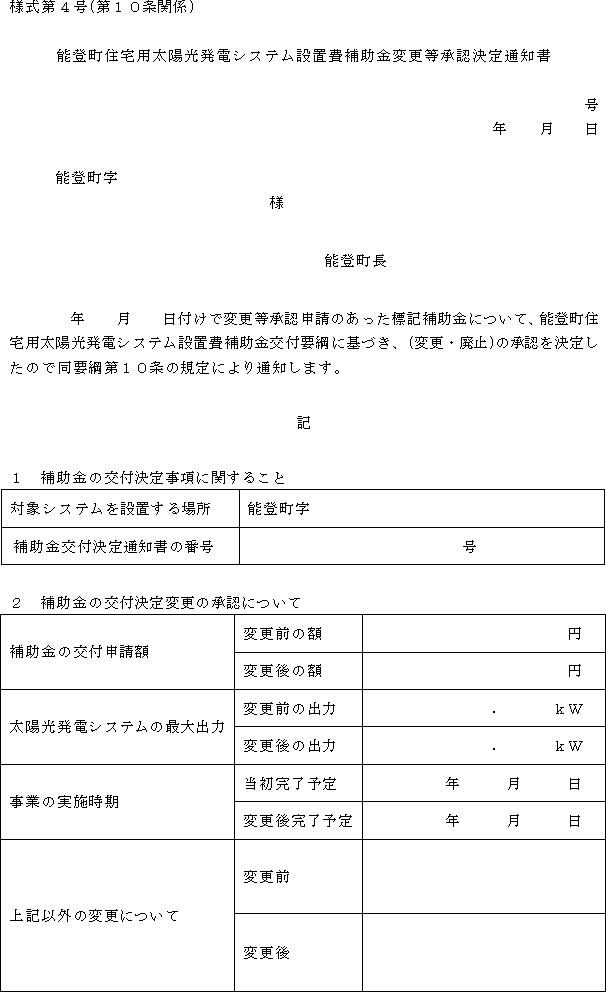 様式第４号(第１０条関係)
能登町住宅用太陽光発電システム設置費補助金変更等承認決定通知書
号
年　　月　　日
能登町字
様
能登町長
年　　月　　日付けで変更等承認申請のあった標記補助金について、能登町住
宅用太陽光発電システム設置費補助金交付要綱に基づき、(変更・廃止)の承認を決定し
たので同要綱第１０条の規定により通知します。
記
１　補助金の交付決定事項に関すること
対象システムを設置する場所　能登町字
補助金交付決定通知書の番号　号
２　補助金の交付決定変更の承認について
補助金の交付申請額
変更前の額　円
変更後の額　円
太陽光発電システムの最大出力
変更前の出力　．　ｋＷ
変更後の出力　．　ｋＷ
事業の実施時期
当初完了予定　年　　月　　日
変更後完了予定　年　　月　　日
上記以外の変更について
変更前
変更後